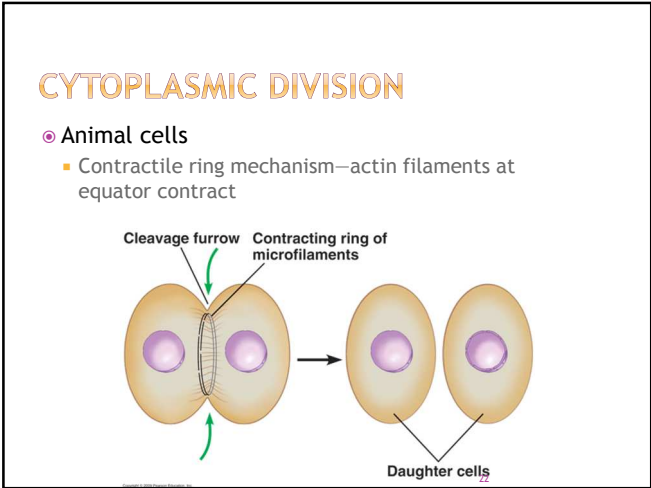 CYTOPLASMIC DIVISION
Animal cells
Contractile ring mechanism—actin filaments at
equator contract
Cleavage furrow
Contracting ring of
microfilaments
Daughter cells
22